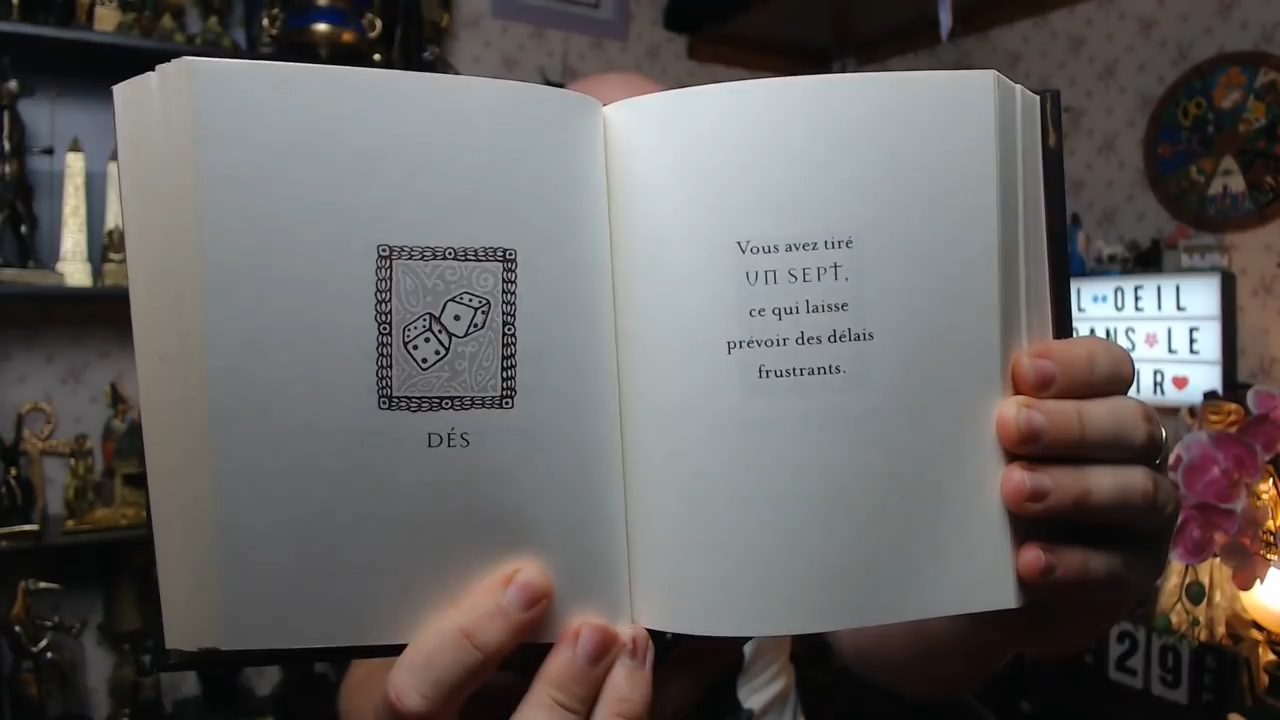 DÉS
Vous avez tiré
UN SEPT,
ce qui laisse
prévoir des délais
frustrants.
L OEIL
ANS LE
IR
29